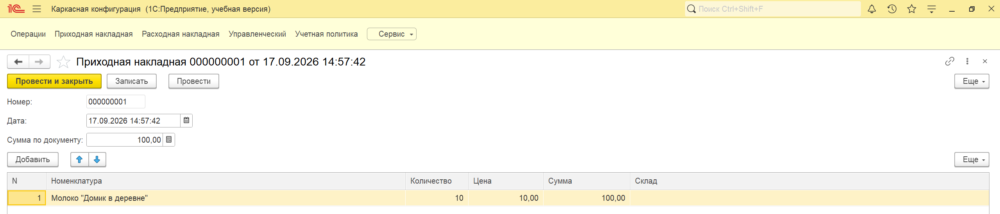 1С Каркасная конфигурация (1С:Предприятие, учебная версия) Поиск Ctrl+Shift+F
Операции Приходная накладная Расходная накладная Управленческий Учетная политика Сервис
Приходная накладная 000000001 от 17.09.2026 14:57:42
Провести и закрыть Записать Провести Еще
Номер: 000000001
Дата: 17.09.2026 14:57:42
Сумма по документу: 100,00
Добавить Еще
N Номенклатура Количество Цена Сумма Склад
1 Молоко "Домик в деревне" 10 10,00 100,00